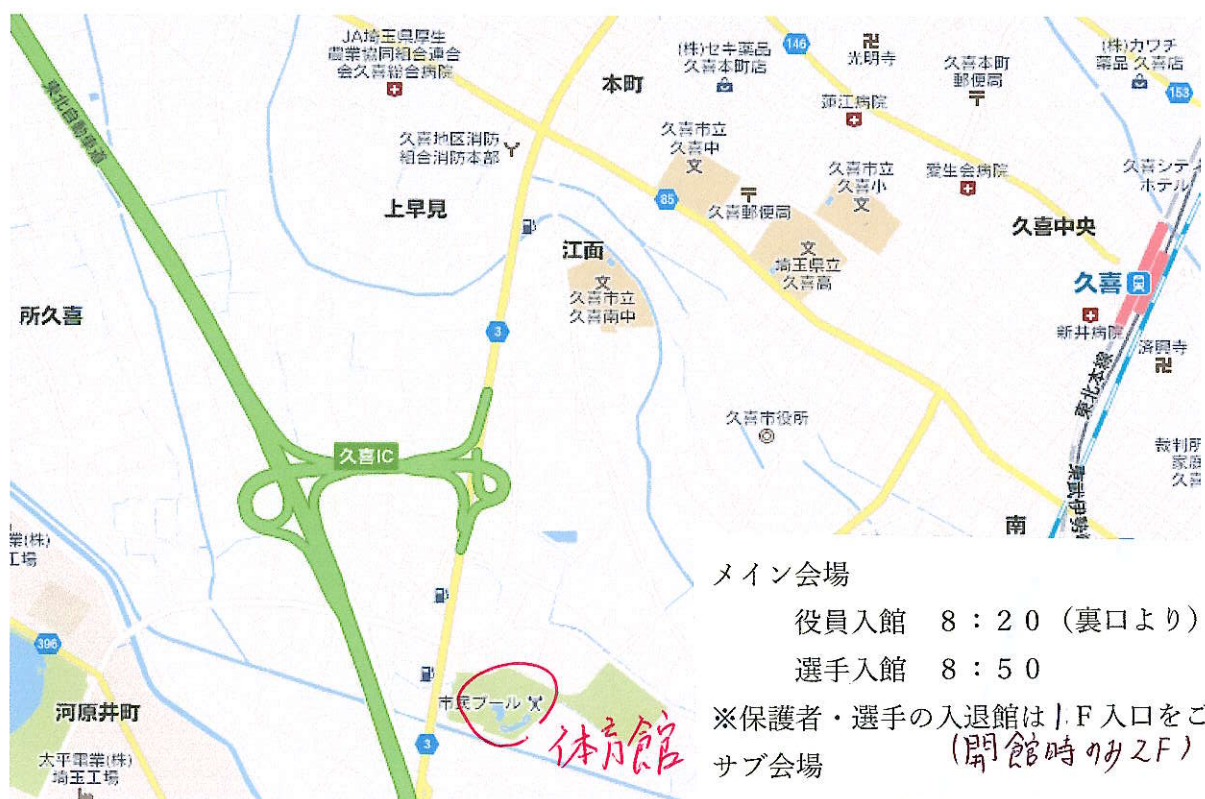 JA埼玉県厚生
農業協同組合連合
会久喜総合病院
東北自動車道
久喜地区消防
組合消防本部
上早見
所久喜
本町
(株)セキ薬品
久喜本町店
146
光明寺
久喜本町
郵便局
(株)カワチ
薬品 久喜店
153
蓮江病院
久喜市立
久喜中
文
久喜市立
久喜小
文
愛生会病院
久喜シティ
ホテル
85
久喜郵便局
文
埼玉県立
久喜高
久喜中央
久喜
新井病院
済興寺
江面
文
久喜市立
久喜南中
3
久喜IC
久喜市役所
東北本線
東武伊勢
裁判所
家庭
久喜
南
業(株)
工場
396
河原井町
太平電業(株)
埼玉工場
市民プール
体育館
3
メイン会場
役員入館 8:20(裏口より)
選手入館 8:50
※保護者・選手の入退館は1F入口をご
(開館時のみ2F)
サブ会場